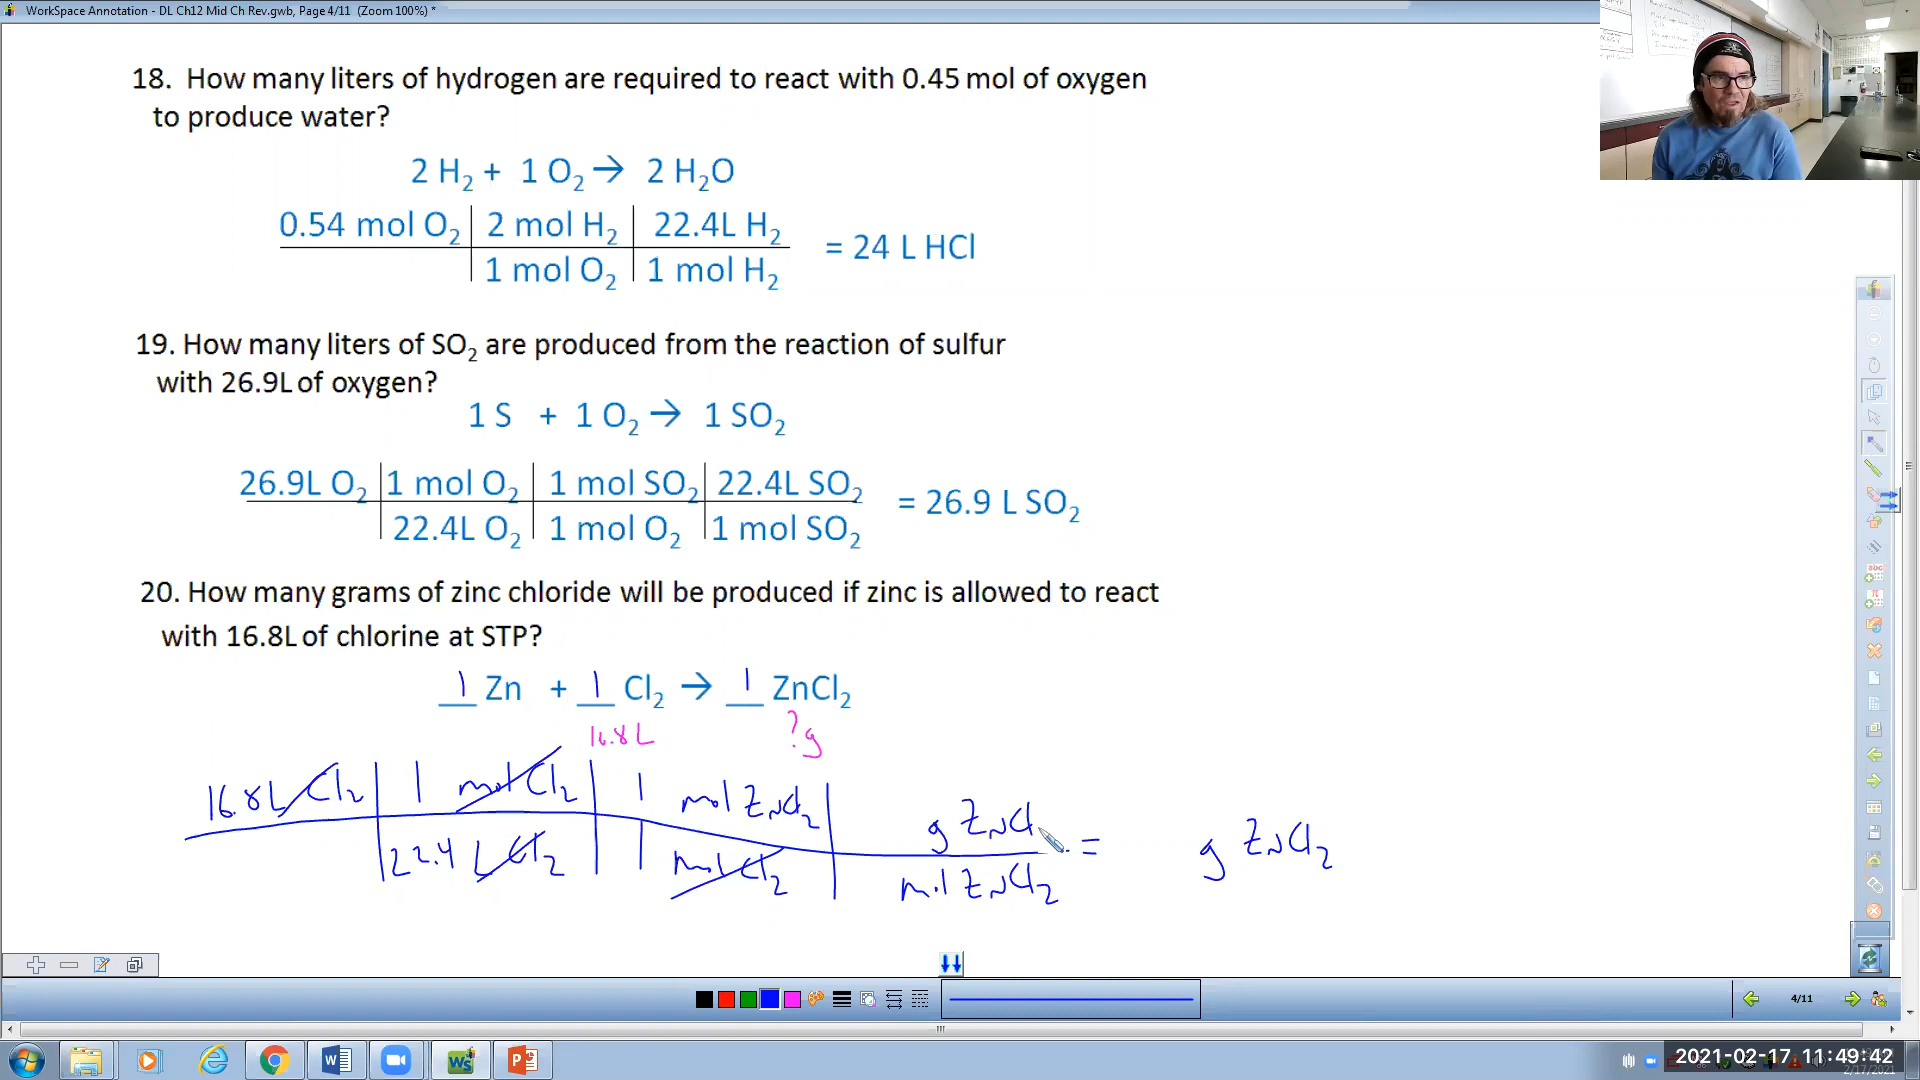 WorkSpace Annotation - DL Ch12 Mid Ch Rev.gwb, Page 4/11 (Zoom 100%) *
18. How many liters of hydrogen are required to react with 0.45 mol of oxygen
to produce water?
2 H₂ + 1 O₂ → 2 H₂O
0.54 mol O₂ | 2 mol H₂ | 22.4L H₂
= 24 L HCl
1 mol O₂ | 1 mol H₂
19. How many liters of SO₂ are produced from the reaction of sulfur
with 26.9L of oxygen?
1 S + 1 O₂ → 1 SO₂
26.9L O₂ | 1 mol O₂ | 1 mol SO₂ | 22.4L SO₂
= 26.9 L SO₂
22.4L O₂ | 1 mol O₂ | 1 mol SO₂
20. How many grams of zinc chloride will be produced if zinc is allowed to react
with 16.8L of chlorine at STP?
1 Zn + 1 Cl₂ → 1 ZnCl₂
16.8 L ? g
16.8 L Cl₂ | 1 mol Cl₂ | 1 mol ZnCl₂ | g ZnCl
= g ZnCl₂
22.4 L Cl₂ | 1 mol Cl₂ | mol ZnCl₂
4/11
2021-02-17 11:49:42